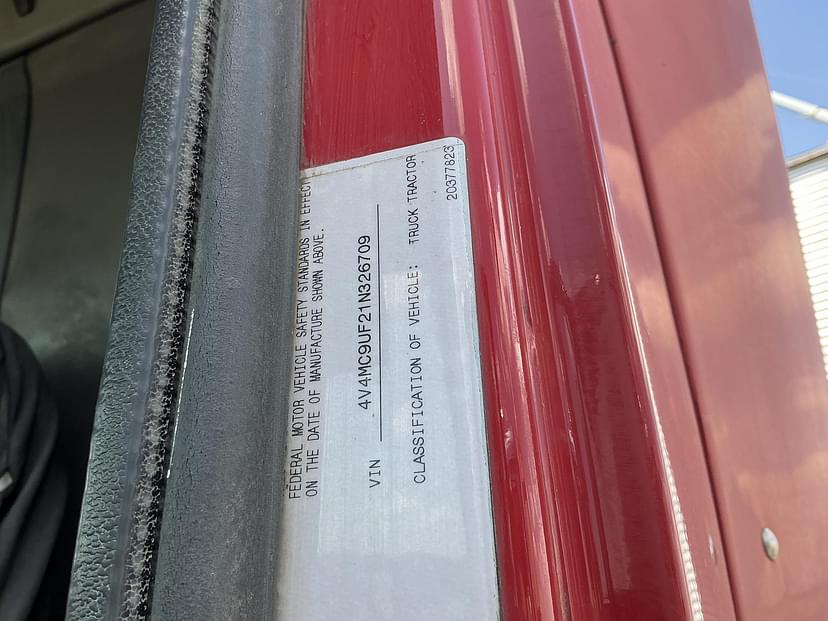 FEDERAL MOTOR VEHICLE SAFETY STANDARDS IN EFFECT
ON THE DATE OF MANUFACTURE SHOWN ABOVE.
VIN 4V4MC9UF21N326709
CLASSIFICATION OF VEHICLE: TRUCK TRACTOR
20377823